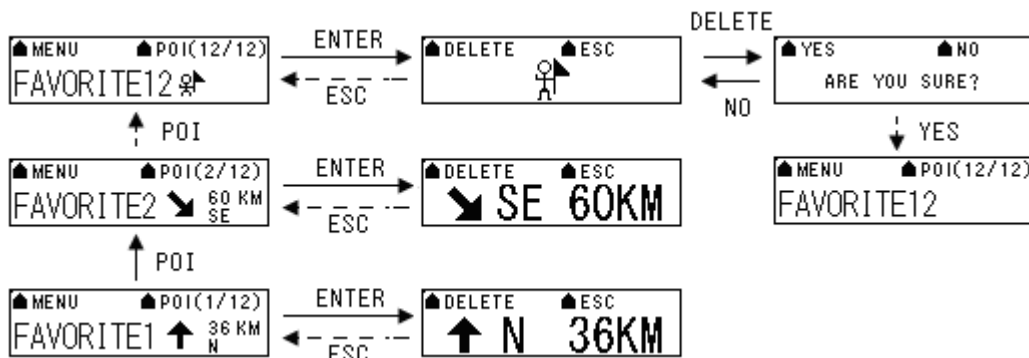 DELETE
MENU POI(12/12)
ENTER
DELETE ESC
YES NO
FAVORITE12
ESC
ARE YOU SURE?
NO
POI
YES
MENU POI(2/12)
ENTER
DELETE ESC
MENU POI(12/12)
FAVORITE2 60 KM
SE
ESC
SE 60KM
FAVORITE12
POI
MENU POI(1/12)
ENTER
DELETE ESC
FAVORITE1 36 KM
N
ESC
N 36KM